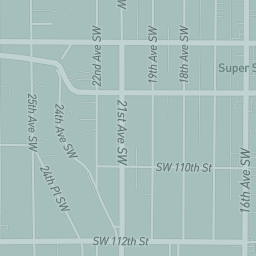 W
22nd Ave SW
19th Ave SW
18th Ave SW
Super S
25th Ave SW
24th Ave SW
21st Ave SW
SW 110th St
24th Pl SW
16th Ave SW
SW 112th St